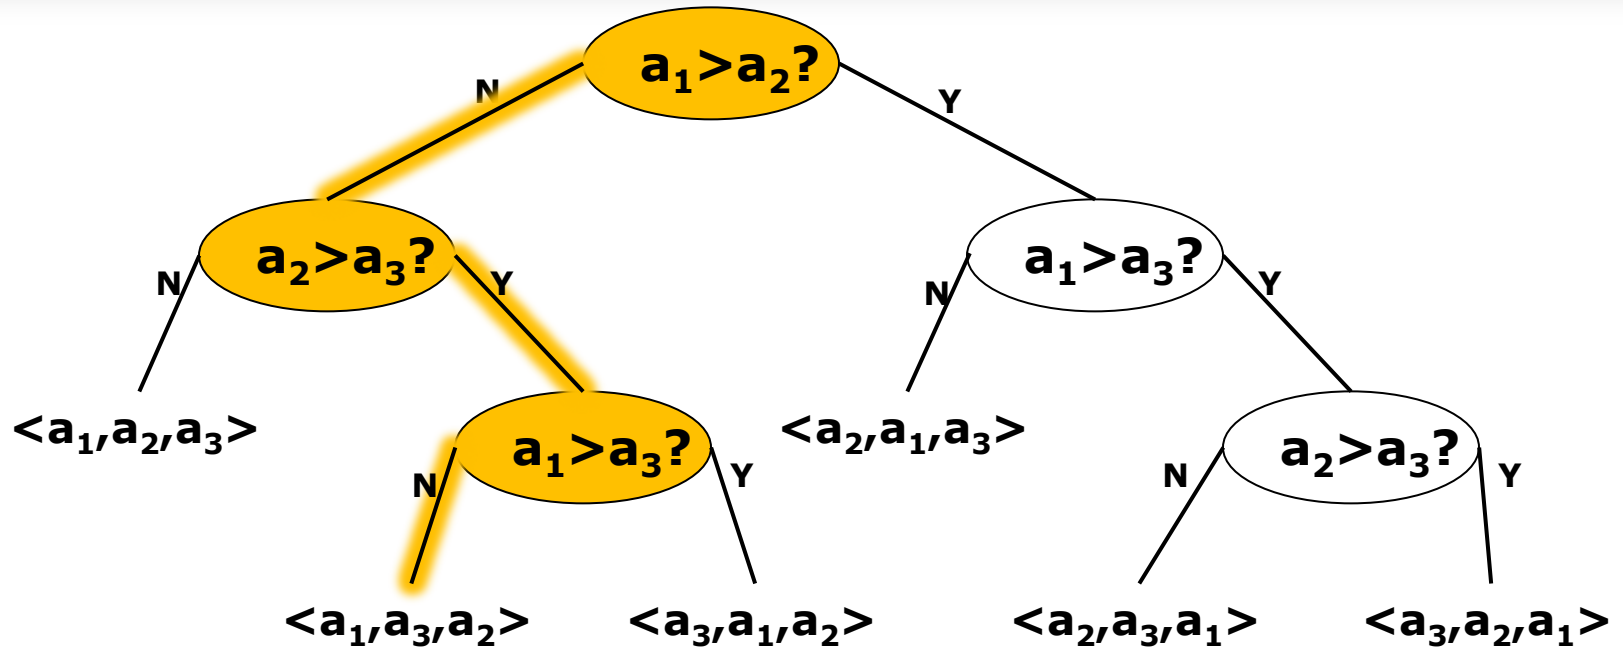 a₁>a₂?
N
Y
a₂>a₃?
a₁>a₃?
N
Y
N
Y
<a₁,a₂,a₃>
a₁>a₃?
<a₂,a₁,a₃>
a₂>a₃?
N
Y
N
Y
<a₁,a₃,a₂>
<a₃,a₁,a₂>
<a₂,a₃,a₁>
<a₃,a₂,a₁>